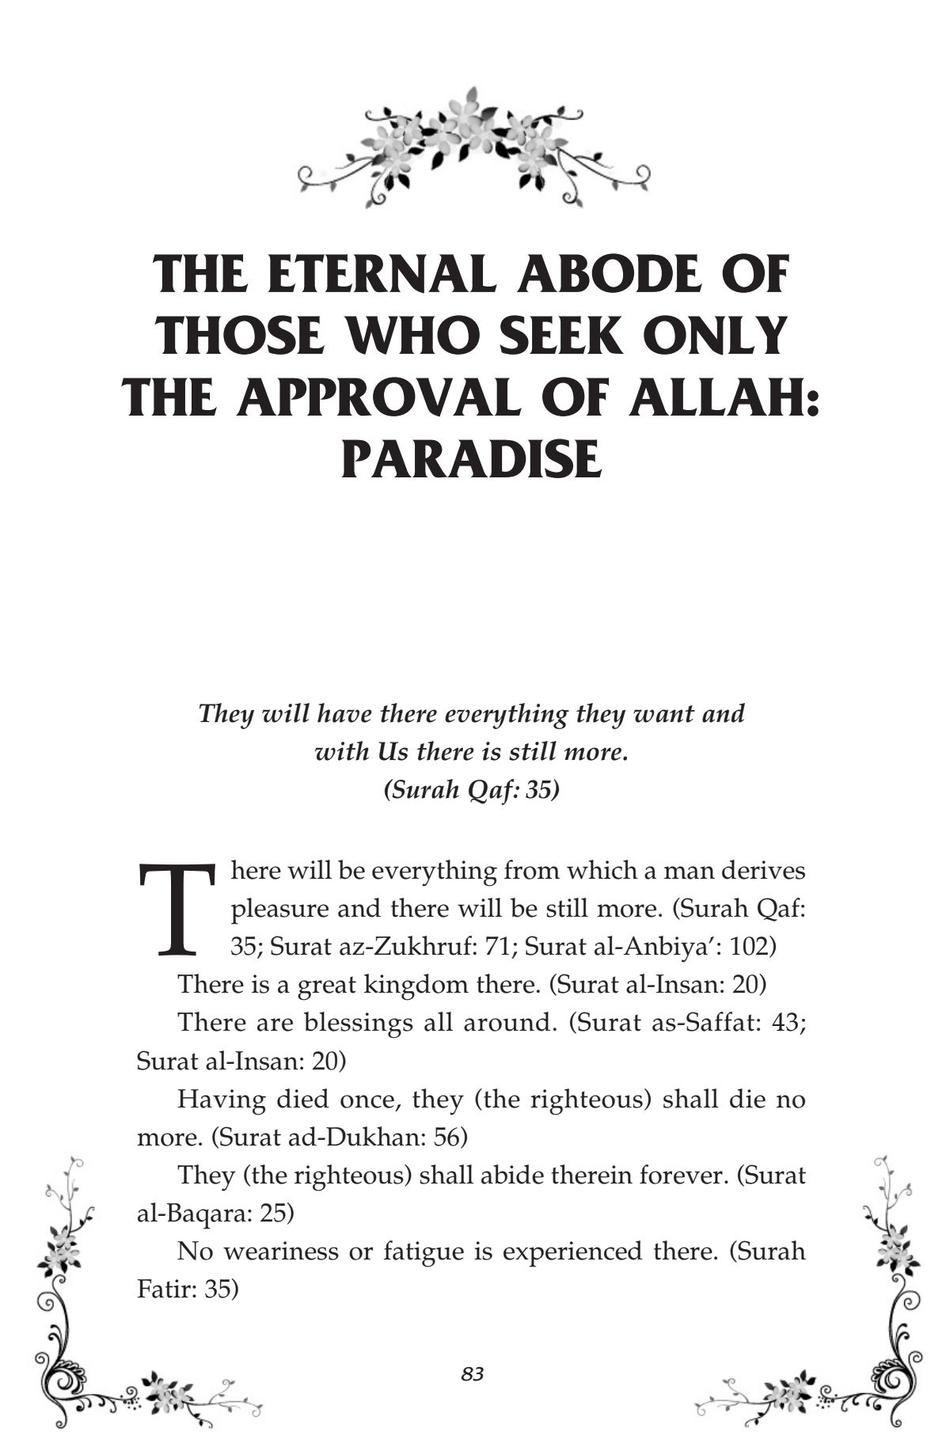 THE ETERNAL ABODE OF
THOSE WHO SEEK ONLY
THE APPROVAL OF ALLAH:
PARADISE
They will have there everything they want and
with Us there is still more.
(Surah Qaf: 35)
There will be everything from which a man derives
pleasure and there will be still more. (Surah Qaf:
35; Surat az-Zukhruf: 71; Surat al-Anbiya’: 102)
There is a great kingdom there. (Surat al-Insan: 20)
There are blessings all around. (Surat as-Saffat: 43;
Surat al-Insan: 20)
Having died once, they (the righteous) shall die no
more. (Surat ad-Dukhan: 56)
They (the righteous) shall abide therein forever. (Surat
al-Baqara: 25)
No weariness or fatigue is experienced there. (Surah
Fatir: 35)
83